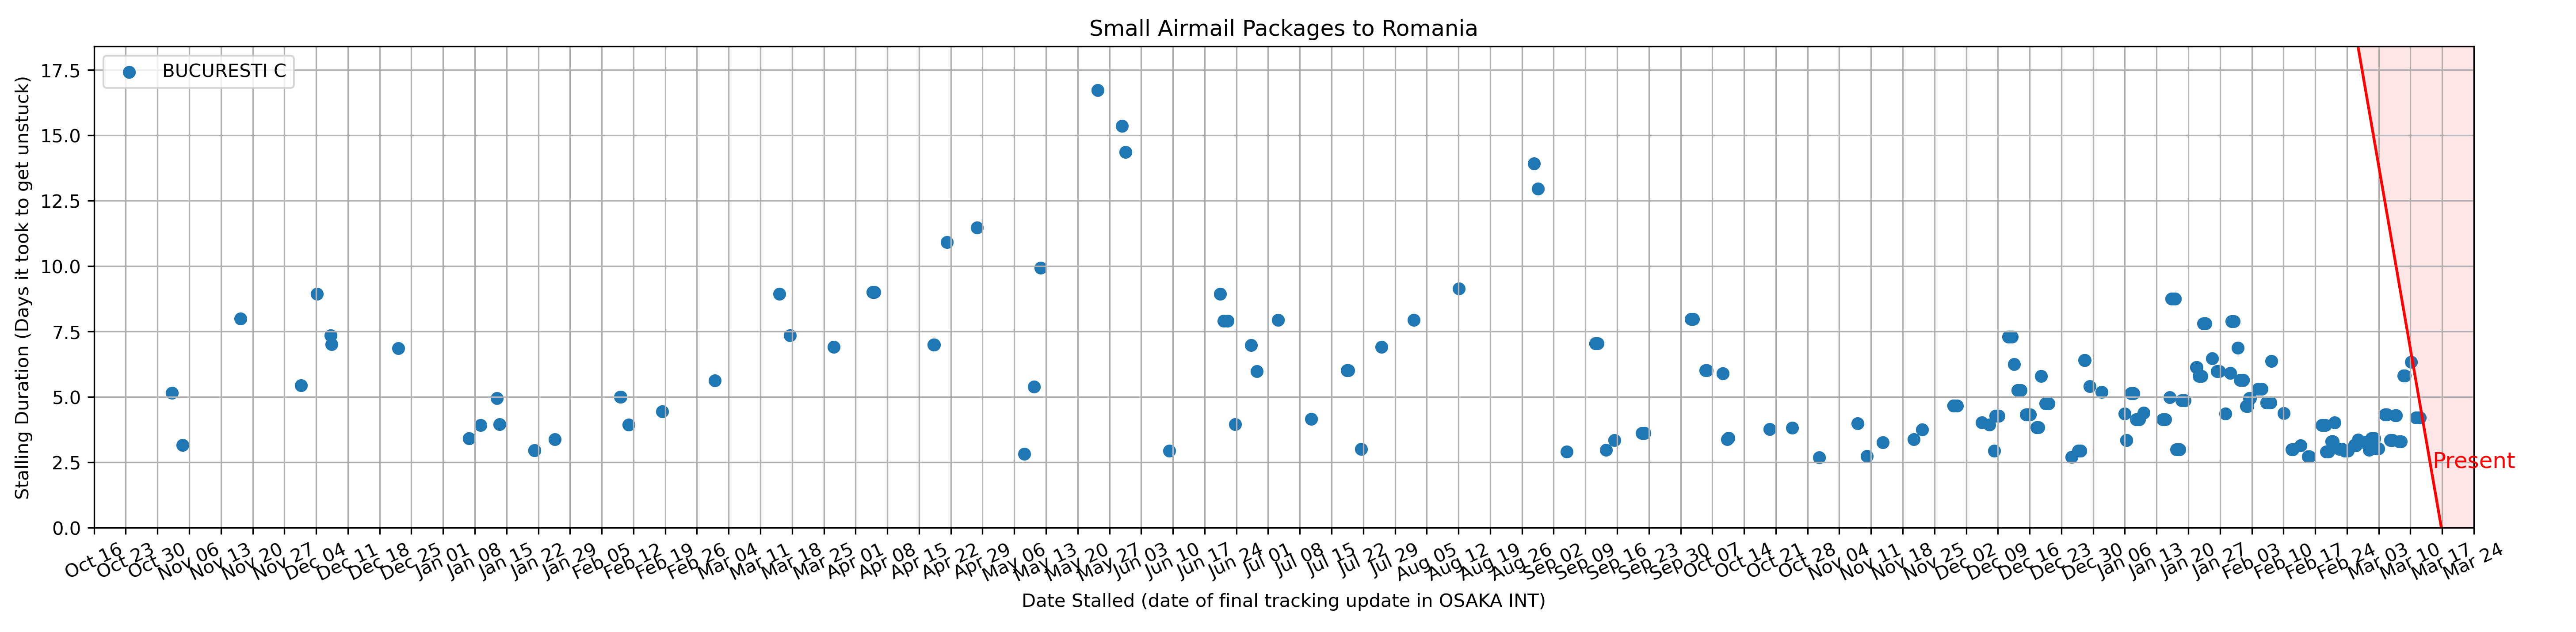 Small Airmail Packages to Romania
BUCURESTI C
Stalling Duration (Days it took to get unstuck)
17.5
15.0
12.5
10.0
7.5
5.0
2.5
0.0
Present
Oct 16
Oct 23
Oct 30
Nov 06
Nov 13
Nov 20
Nov 27
Dec 04
Dec 11
Dec 18
Dec 25
Jan 01
Jan 08
Jan 15
Jan 22
Jan 29
Feb 05
Feb 12
Feb 19
Feb 26
Mar 04
Mar 11
Mar 18
Mar 25
Apr 01
Apr 08
Apr 15
Apr 22
Apr 29
May 06
May 13
May 20
May 27
Jun 03
Jun 10
Jun 17
Jun 24
Jul 01
Jul 08
Jul 15
Jul 22
Jul 29
Aug 05
Aug 12
Aug 19
Aug 26
Sep 02
Sep 09
Sep 16
Sep 23
Sep 30
Oct 07
Oct 14
Oct 21
Oct 28
Nov 04
Nov 11
Nov 18
Nov 25
Dec 02
Dec 09
Dec 16
Dec 23
Dec 30
Jan 06
Jan 13
Jan 20
Jan 27
Feb 03
Feb 10
Feb 17
Feb 24
Mar 03
Mar 10
Mar 17
Mar 24
Date Stalled (date of final tracking update in OSAKA INT)